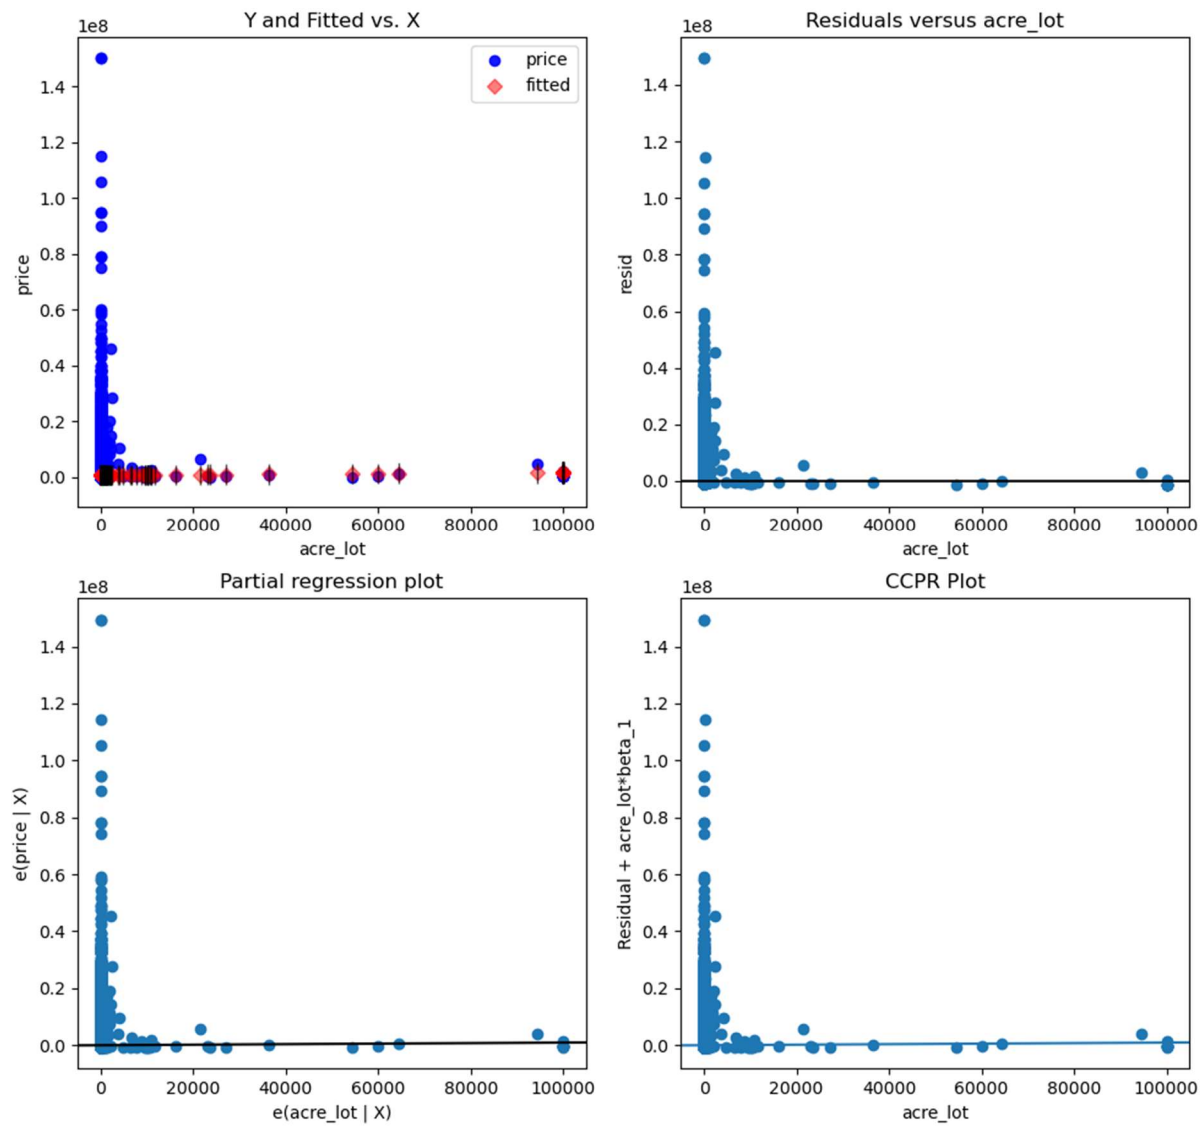 Y and Fitted vs. X
1e8
price
fitted
1.4
1.2
1.0
0.8
0.6
0.4
0.2
0.0
price
0 20000 40000 60000 80000 100000
acre_lot
Residuals versus acre_lot
1e8
1.4
1.2
1.0
0.8
0.6
0.4
0.2
0.0
resid
0 20000 40000 60000 80000 100000
acre_lot
Partial regression plot
1e8
1.4
1.2
1.0
0.8
0.6
0.4
0.2
0.0
e(price | X)
0 20000 40000 60000 80000 100000
e(acre_lot | X)
CCPR Plot
1e8
1.4
1.2
1.0
0.8
0.6
0.4
0.2
0.0
Residual + acre_lot*beta_1
0 20000 40000 60000 80000 100000
acre_lot